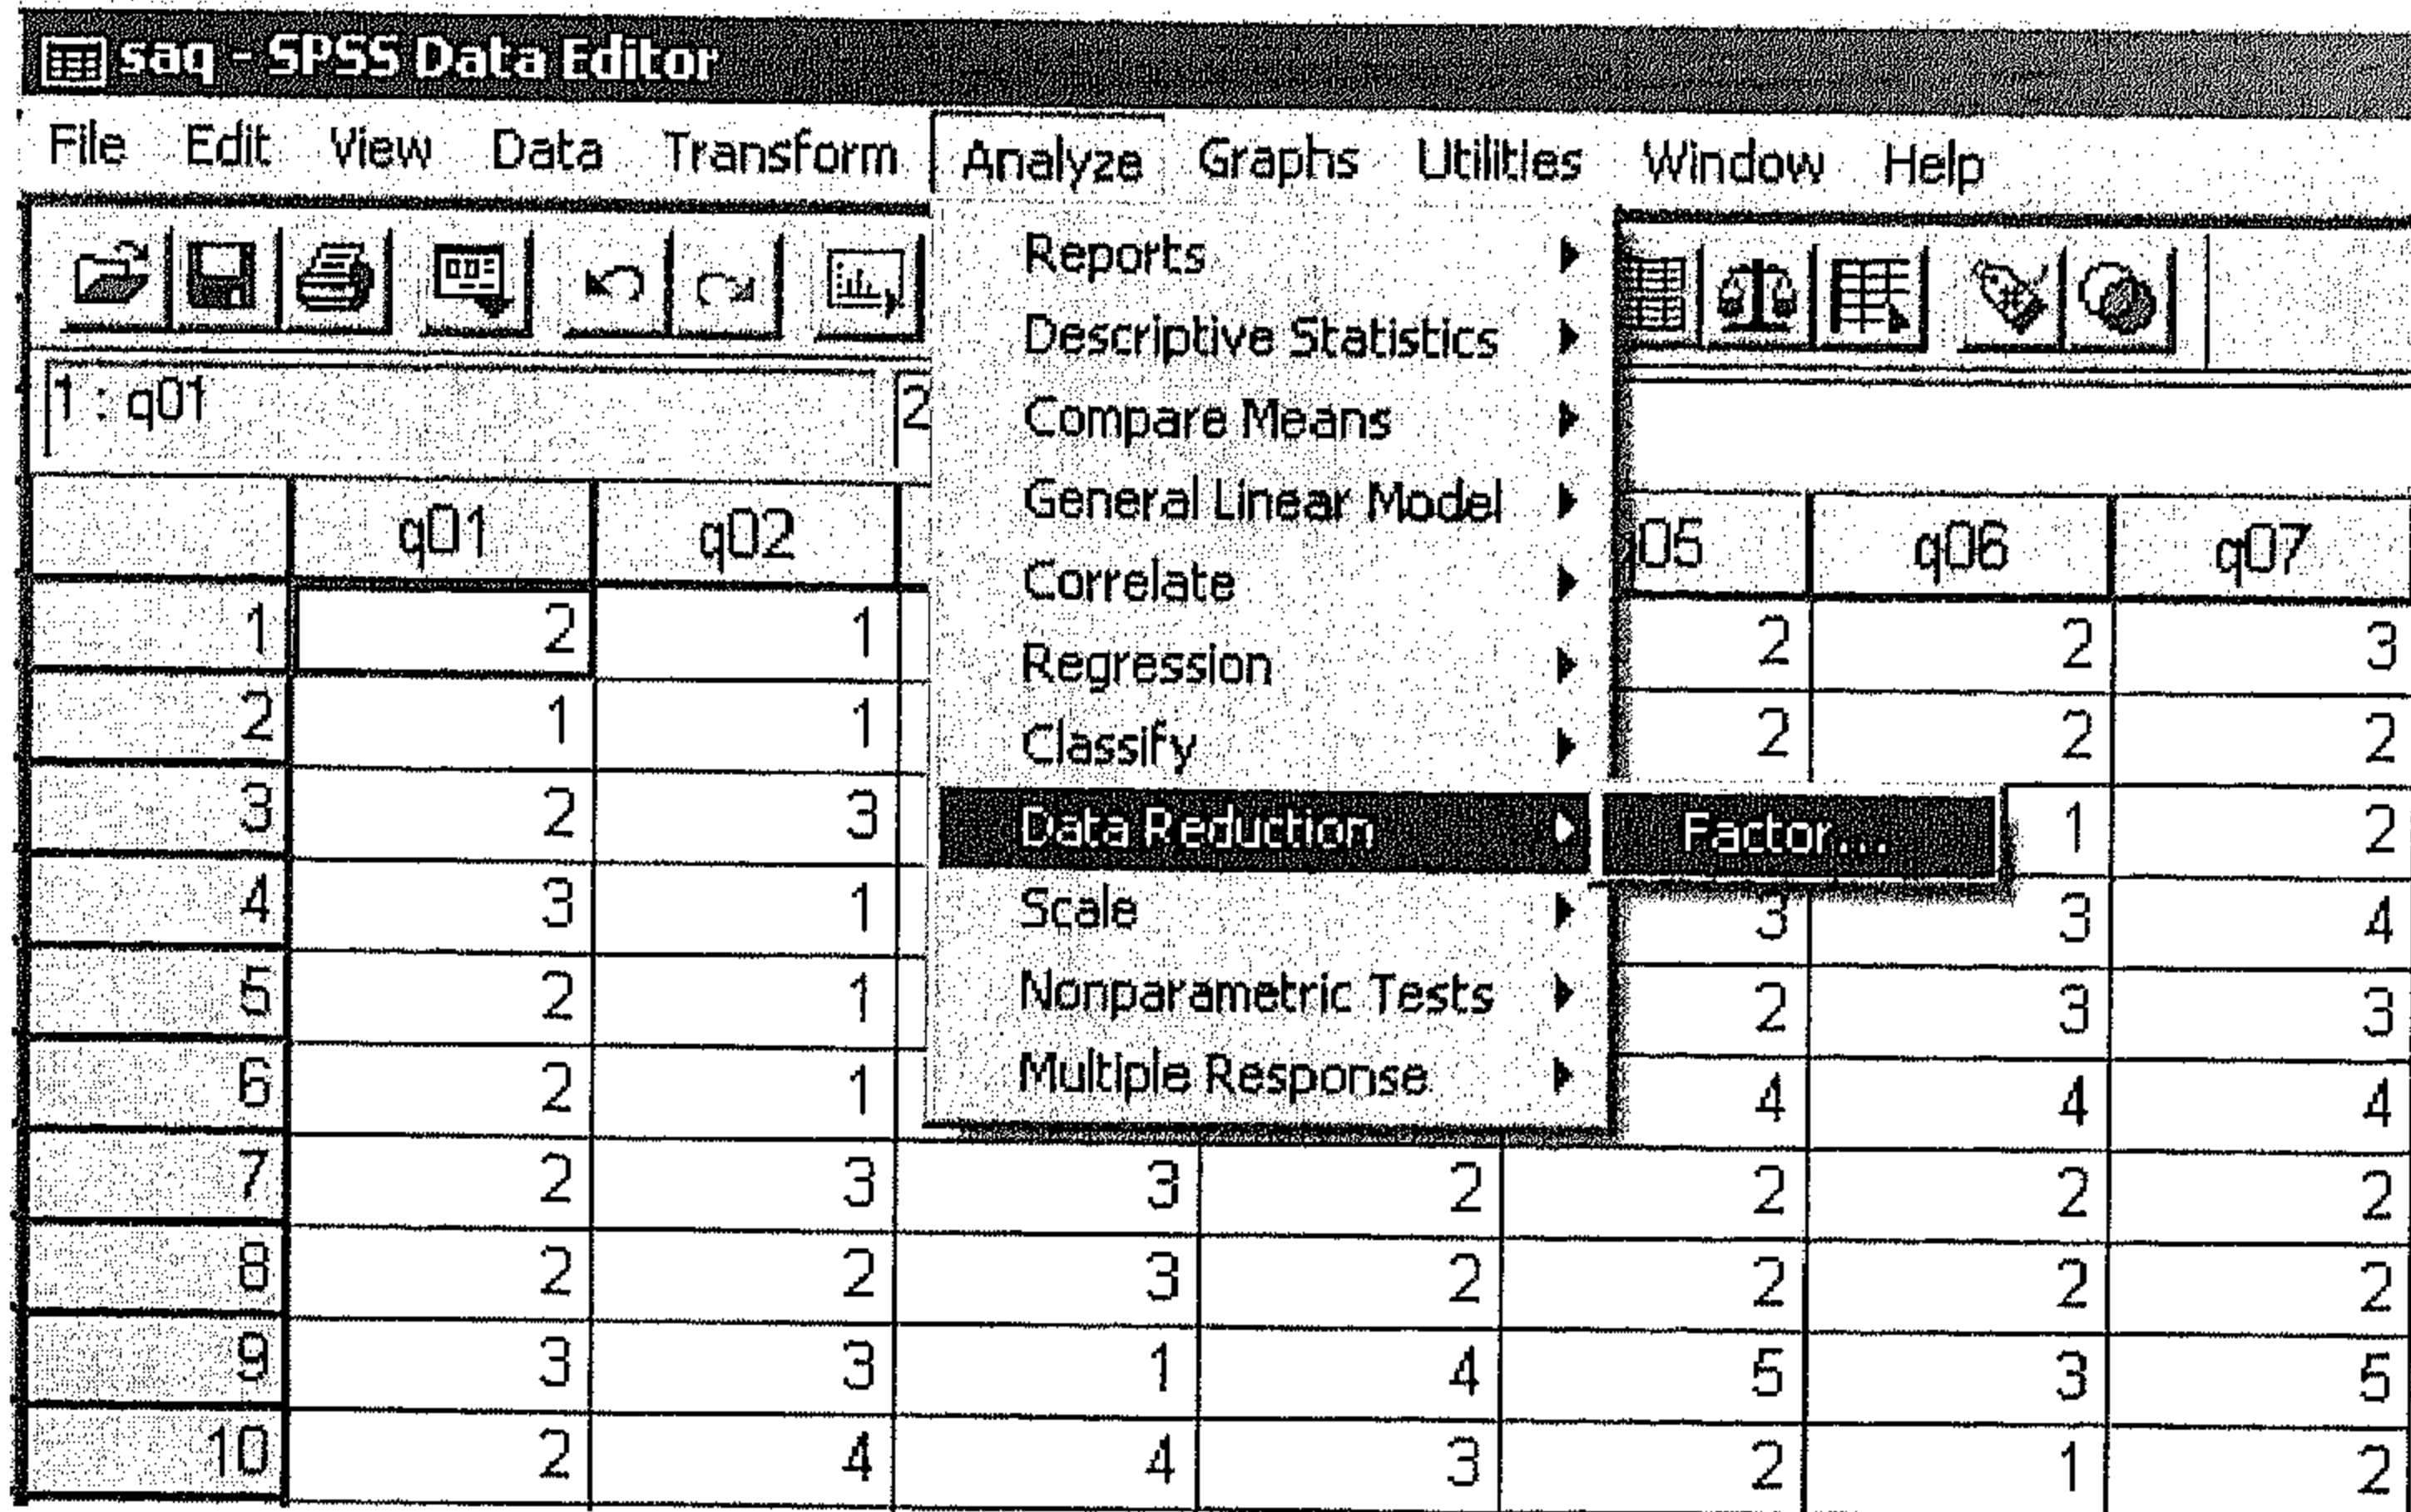 saq - SPSS Data Editor
File Edit View Data Transform Analyze Graphs Utilities Window Help
Reports
Descriptive Statistics
1 : q01 2
Compare Means
General Linear Model
q01 q02 q05 q06 q07
Correlate
1 2 1 2 2 3
Regression
2 1 1 2 2 2
Classify
3 2 3 Data Reduction Factor... 1 2
4 3 1 Scale 3 3 4
5 2 1 Nonparametric Tests 2 3 3
6 2 1 Multiple Response 4 4 4
7 2 3 3 2 2 2 2
8 2 2 3 2 2 2 2
9 3 3 1 4 5 3 5
10 2 4 4 3 2 1 2